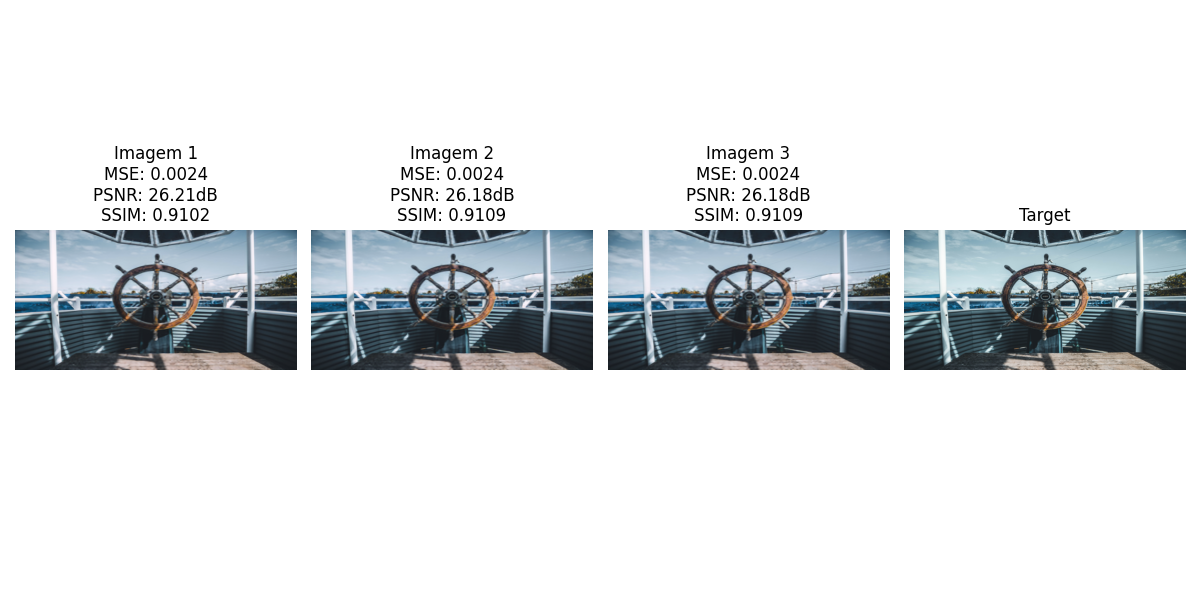 Imagem 1
MSE: 0.0024
PSNR: 26.21dB
SSIM: 0.9102
Imagem 2
MSE: 0.0024
PSNR: 26.18dB
SSIM: 0.9109
Imagem 3
MSE: 0.0024
PSNR: 26.18dB
SSIM: 0.9109
Target